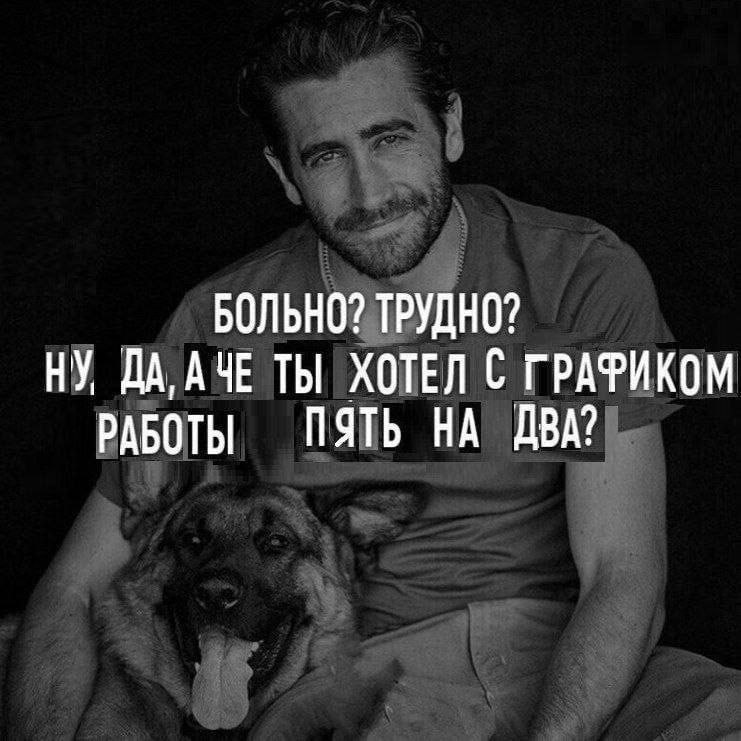 БОЛЬНО? ТРУДНО?
НУ, ДА, А ЧЕ ТЫ ХОТЕЛ С ГРАФИКОМ
РАБОТЫ ПЯТЬ НА ДВА?